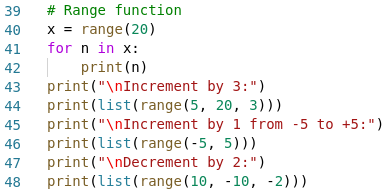 39 # Range function
40 x = range(20)
41 for n in x:
42     print(n)
43 print("\nIncrement by 3:")
44 print(list(range(5, 20, 3)))
45 print("\nIncrement by 1 from -5 to +5:")
46 print(list(range(-5, 5)))
47 print("\nDecrement by 2:")
48 print(list(range(10, -10, -2)))